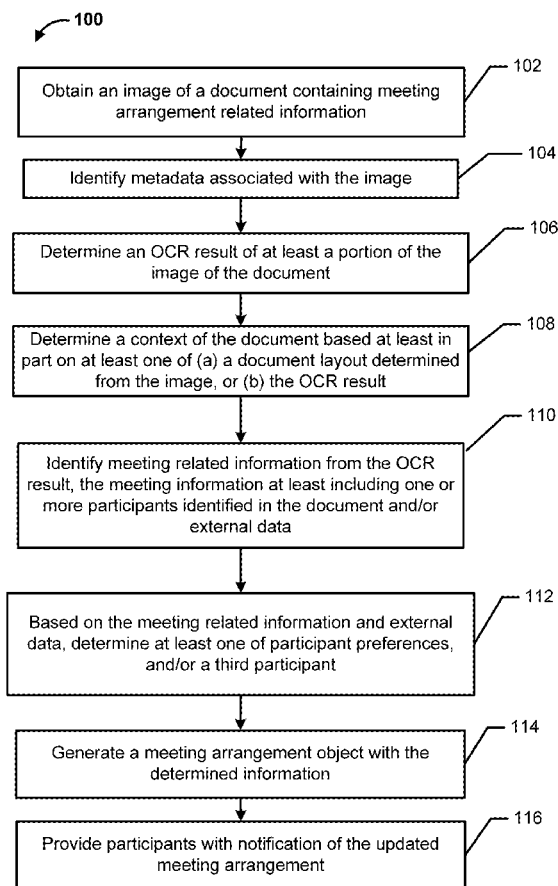 100
102
Obtain an image of a document containing meeting
arrangement related information
104
Identify metadata associated with the image
106
Determine an OCR result of at least a portion of the
image of the document
108
Determine a context of the document based at least in
part on at least one of (a) a document layout determined
from the image, or (b) the OCR result
110
Identify meeting related information from the OCR
result, the meeting information at least including one or
more participants identified in the document and/or
external data
112
Based on the meeting related information and external
data, determine at least one of participant preferences,
and/or a third participant
114
Generate a meeting arrangement object with the
determined information
116
Provide participants with notification of the updated
meeting arrangement